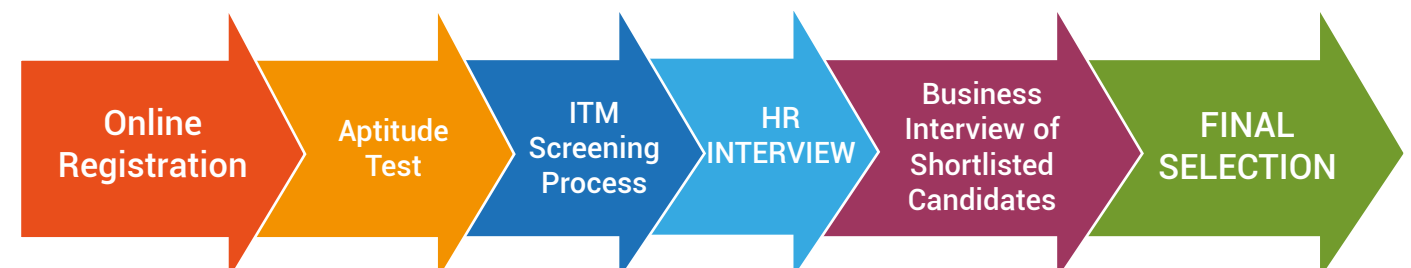 Online
Registration
Aptitude
Test
ITM
Screening
Process
HR
INTERVIEW
Business
Interview of
Shortlisted
Candidates
FINAL
SELECTION